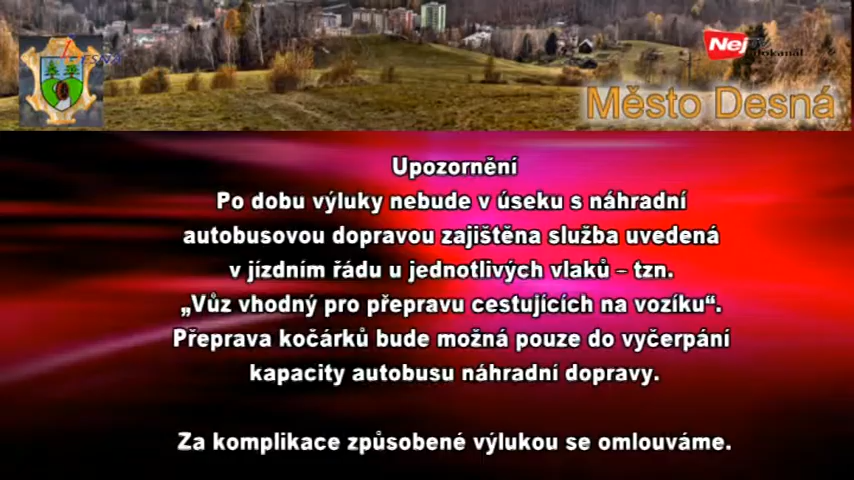 Nej
Město Desná
Upozornění
Po dobu výluky nebude v úseku s náhradní
autobusovou dopravou zajištěna služba uvedená
v jízdním řádu u jednotlivých vlaků – tzn.
„Vůz vhodný pro přepravu cestujících na vozíku“.
Přeprava kočárků bude možná pouze do vyčerpání
kapacity autobusu náhradní dopravy.
Za komplikace způsobené výlukou se omlouváme.